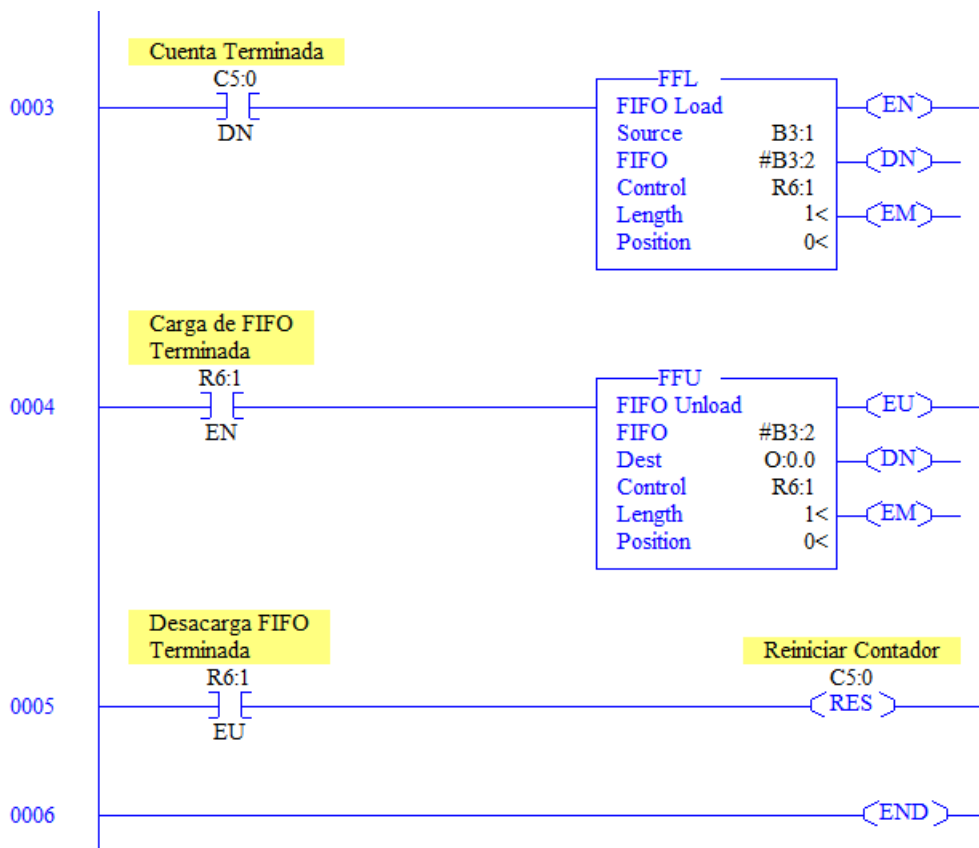 Cuenta Terminada
C5:0
0003
DN
FFL
FIFO Load
Source B3:1
FIFO #B3:2
Control R6:1
Length 1<
Position 0<
EN
DN
EM
Carga de FIFO
Terminada
R6:1
0004
EN
FFU
FIFO Unload
FIFO #B3:2
Dest O:0.0
Control R6:1
Length 1<
Position 0<
EU
DN
EM
Desacarga FIFO
Terminada
R6:1
0005
EU
Reiniciar Contador
C5:0
RES
0006
END